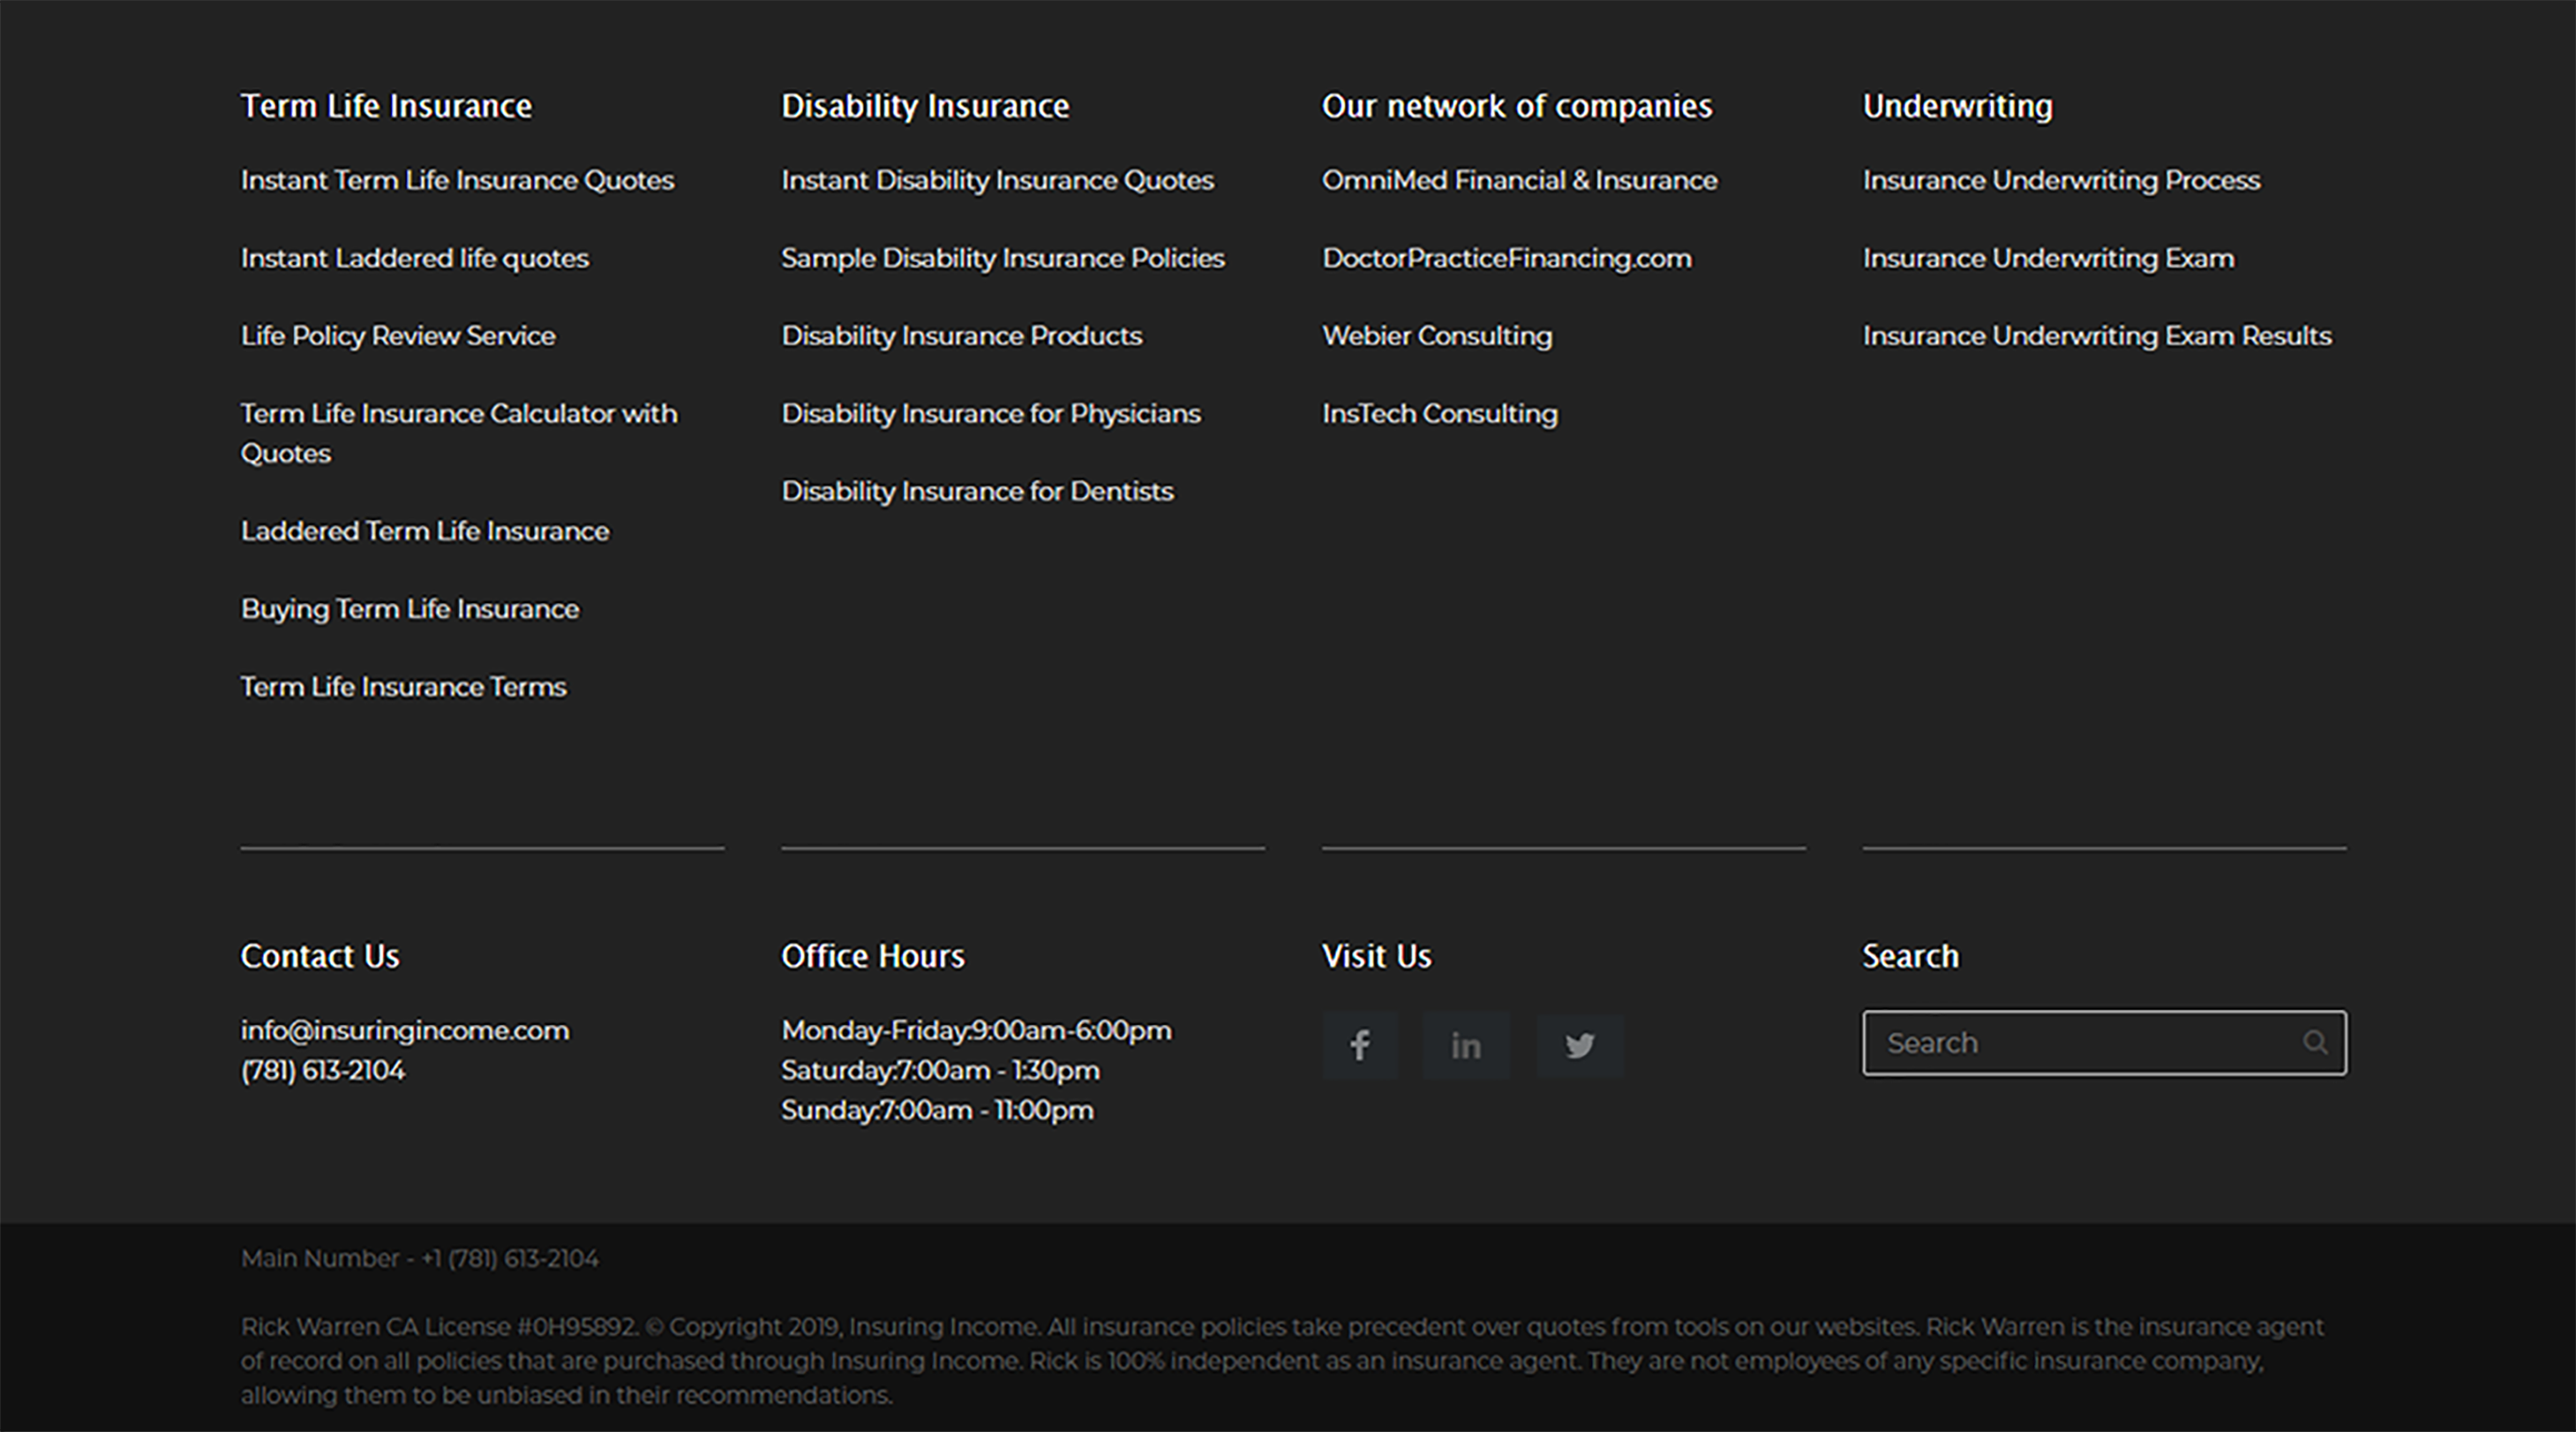 Term Life Insurance
Instant Term Life Insurance Quotes
Instant Laddered life quotes
Life Policy Review Service
Term Life Insurance Calculator with
Quotes
Laddered Term Life Insurance
Buying Term Life Insurance
Term Life Insurance Terms
Disability Insurance
Instant Disability Insurance Quotes
Sample Disability Insurance Policies
Disability Insurance Products
Disability Insurance for Physicians
Disability Insurance for Dentists
Our network of companies
OmniMed Financial & Insurance
DoctorPracticeFinancing.com
Webier Consulting
InsTech Consulting
Underwriting
Insurance Underwriting Process
Insurance Underwriting Exam
Insurance Underwriting Exam Results
Contact Us
info@insuringincome.com
(781) 613-2104
Office Hours
Monday-Friday:9:00am-6:00pm
Saturday:7:00am - 1:30pm
Sunday:7:00am - 11:00pm
Visit Us
f
in
Search
Search
Main Number - +1 (781) 613-2104
Rick Warren CA License #0H95892. © Copyright 2019, Insuring Income. All insurance policies take precedent over quotes from tools on our websites. Rick Warren is the insurance agent
of record on all policies that are purchased through Insuring Income. Rick is 100% independent as an insurance agent. They are not employees of any specific insurance company,
allowing them to be unbiased in their recommendations.